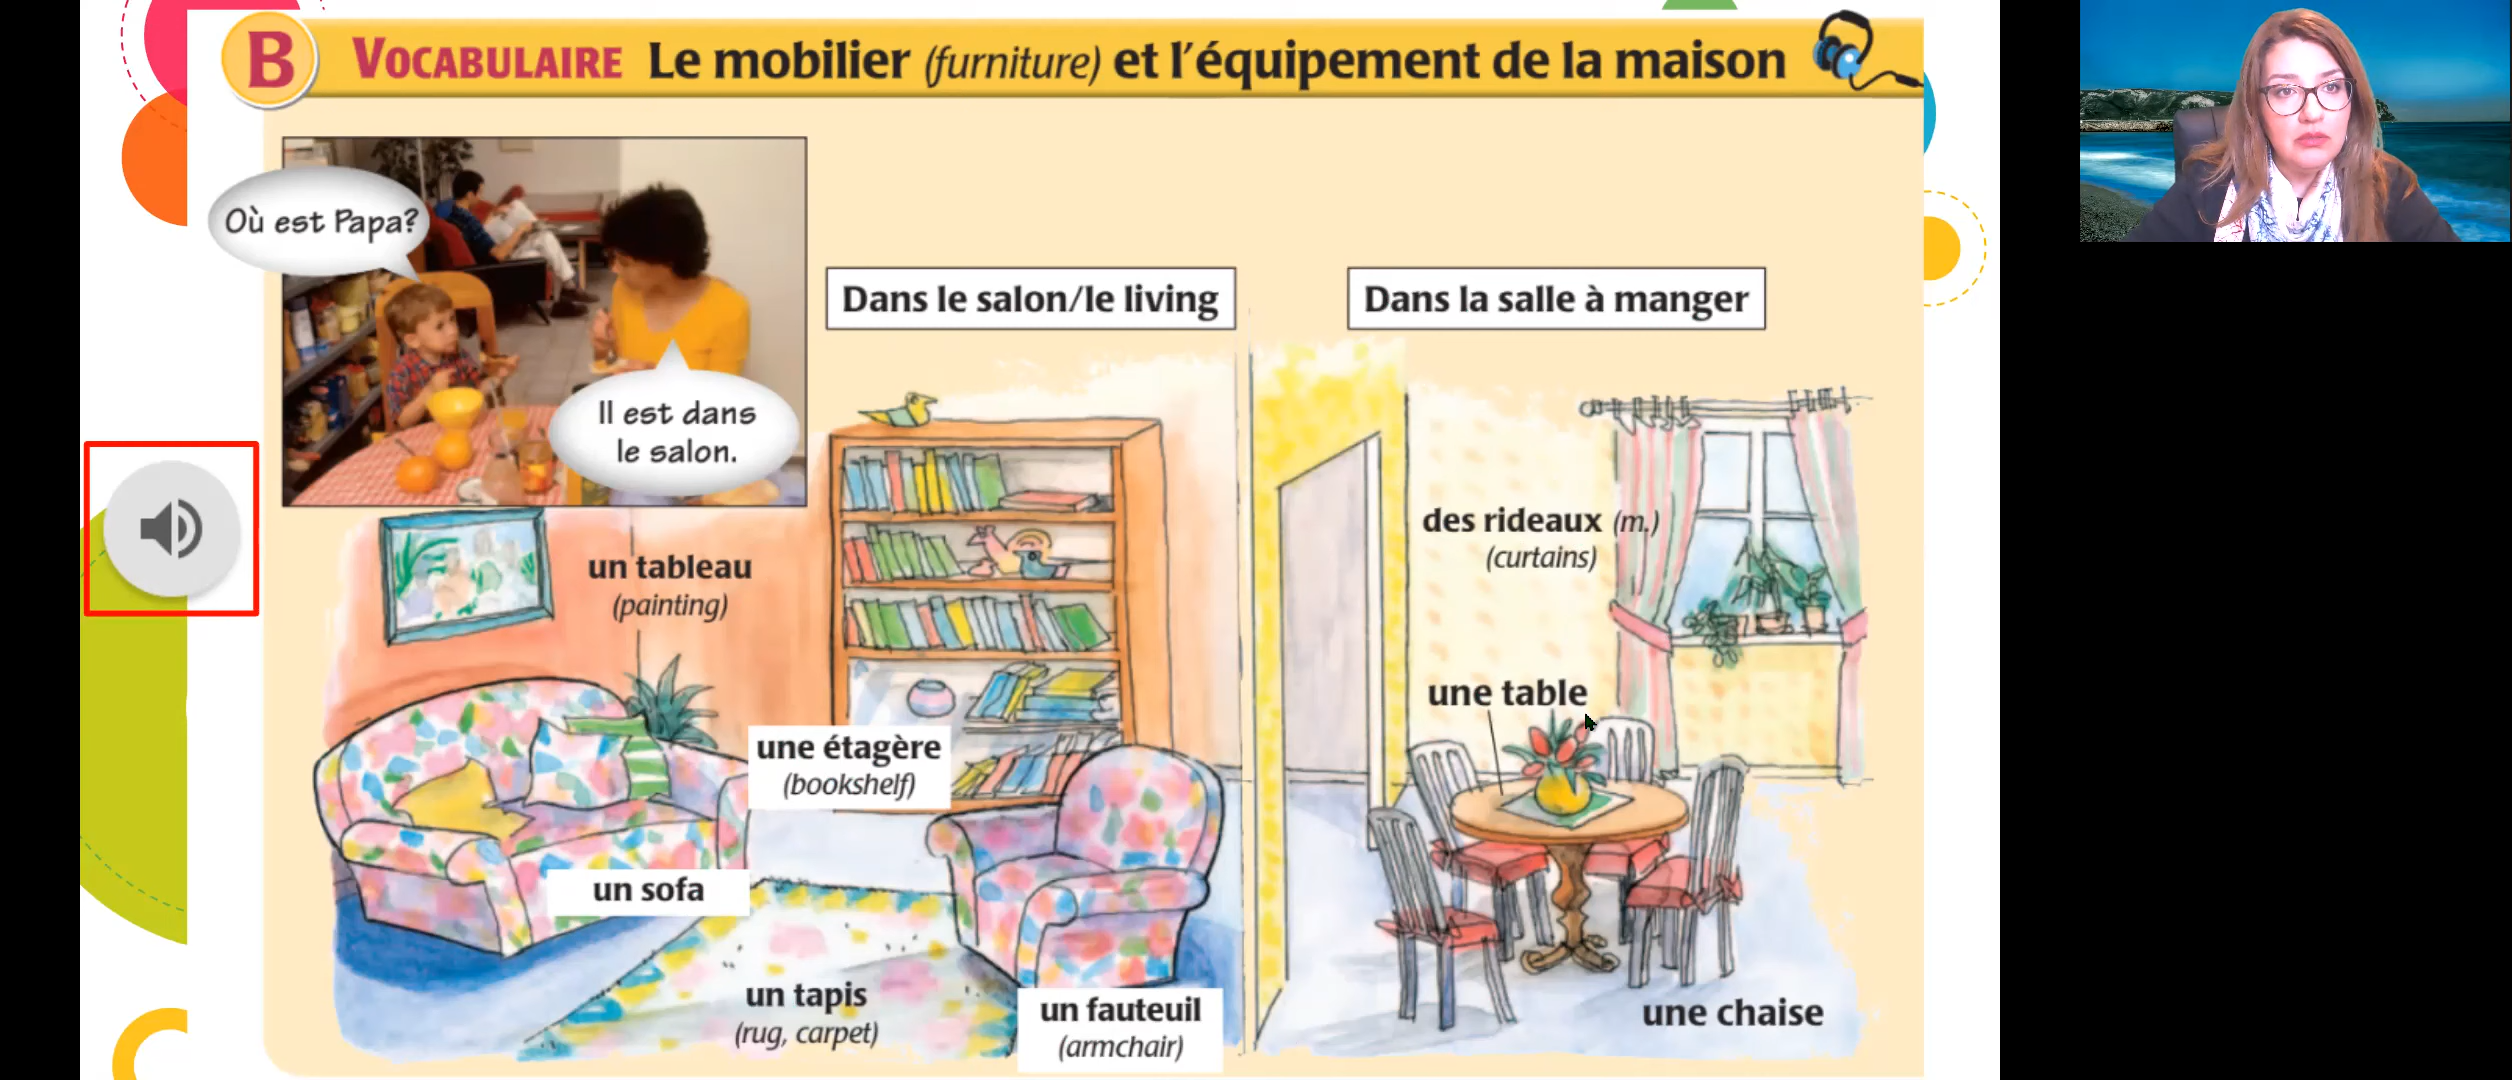 B VOCABULAIRE Le mobilier (furniture) et l'équipement de la maison
Où est Papa?
Il est dans
le salon.
Dans le salon/le living
Dans la salle à manger
un tableau
(painting)
une étagère
(bookshelf)
un sofa
un tapis
(rug, carpet)
un fauteuil
(armchair)
des rideaux (m.)
(curtains)
une table
une chaise